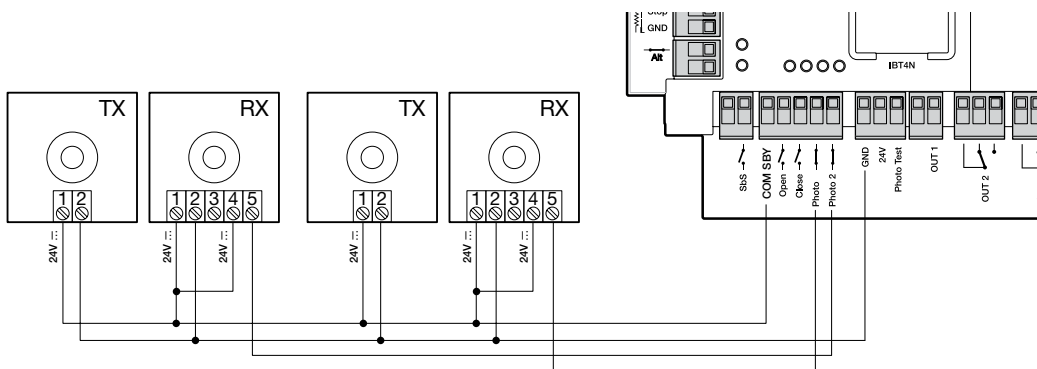 Stop
GND
Alt
IBT4N
TX
RX
TX
RX
1 2
1 2 3 4 5
1 2
1 2 3 4 5
24V
24V
24V
24V
24V
24V
SbS
COM SBY
Open
Close
Photo
Photo 2
GND
24V
Photo Test
OUT 1
OUT 2